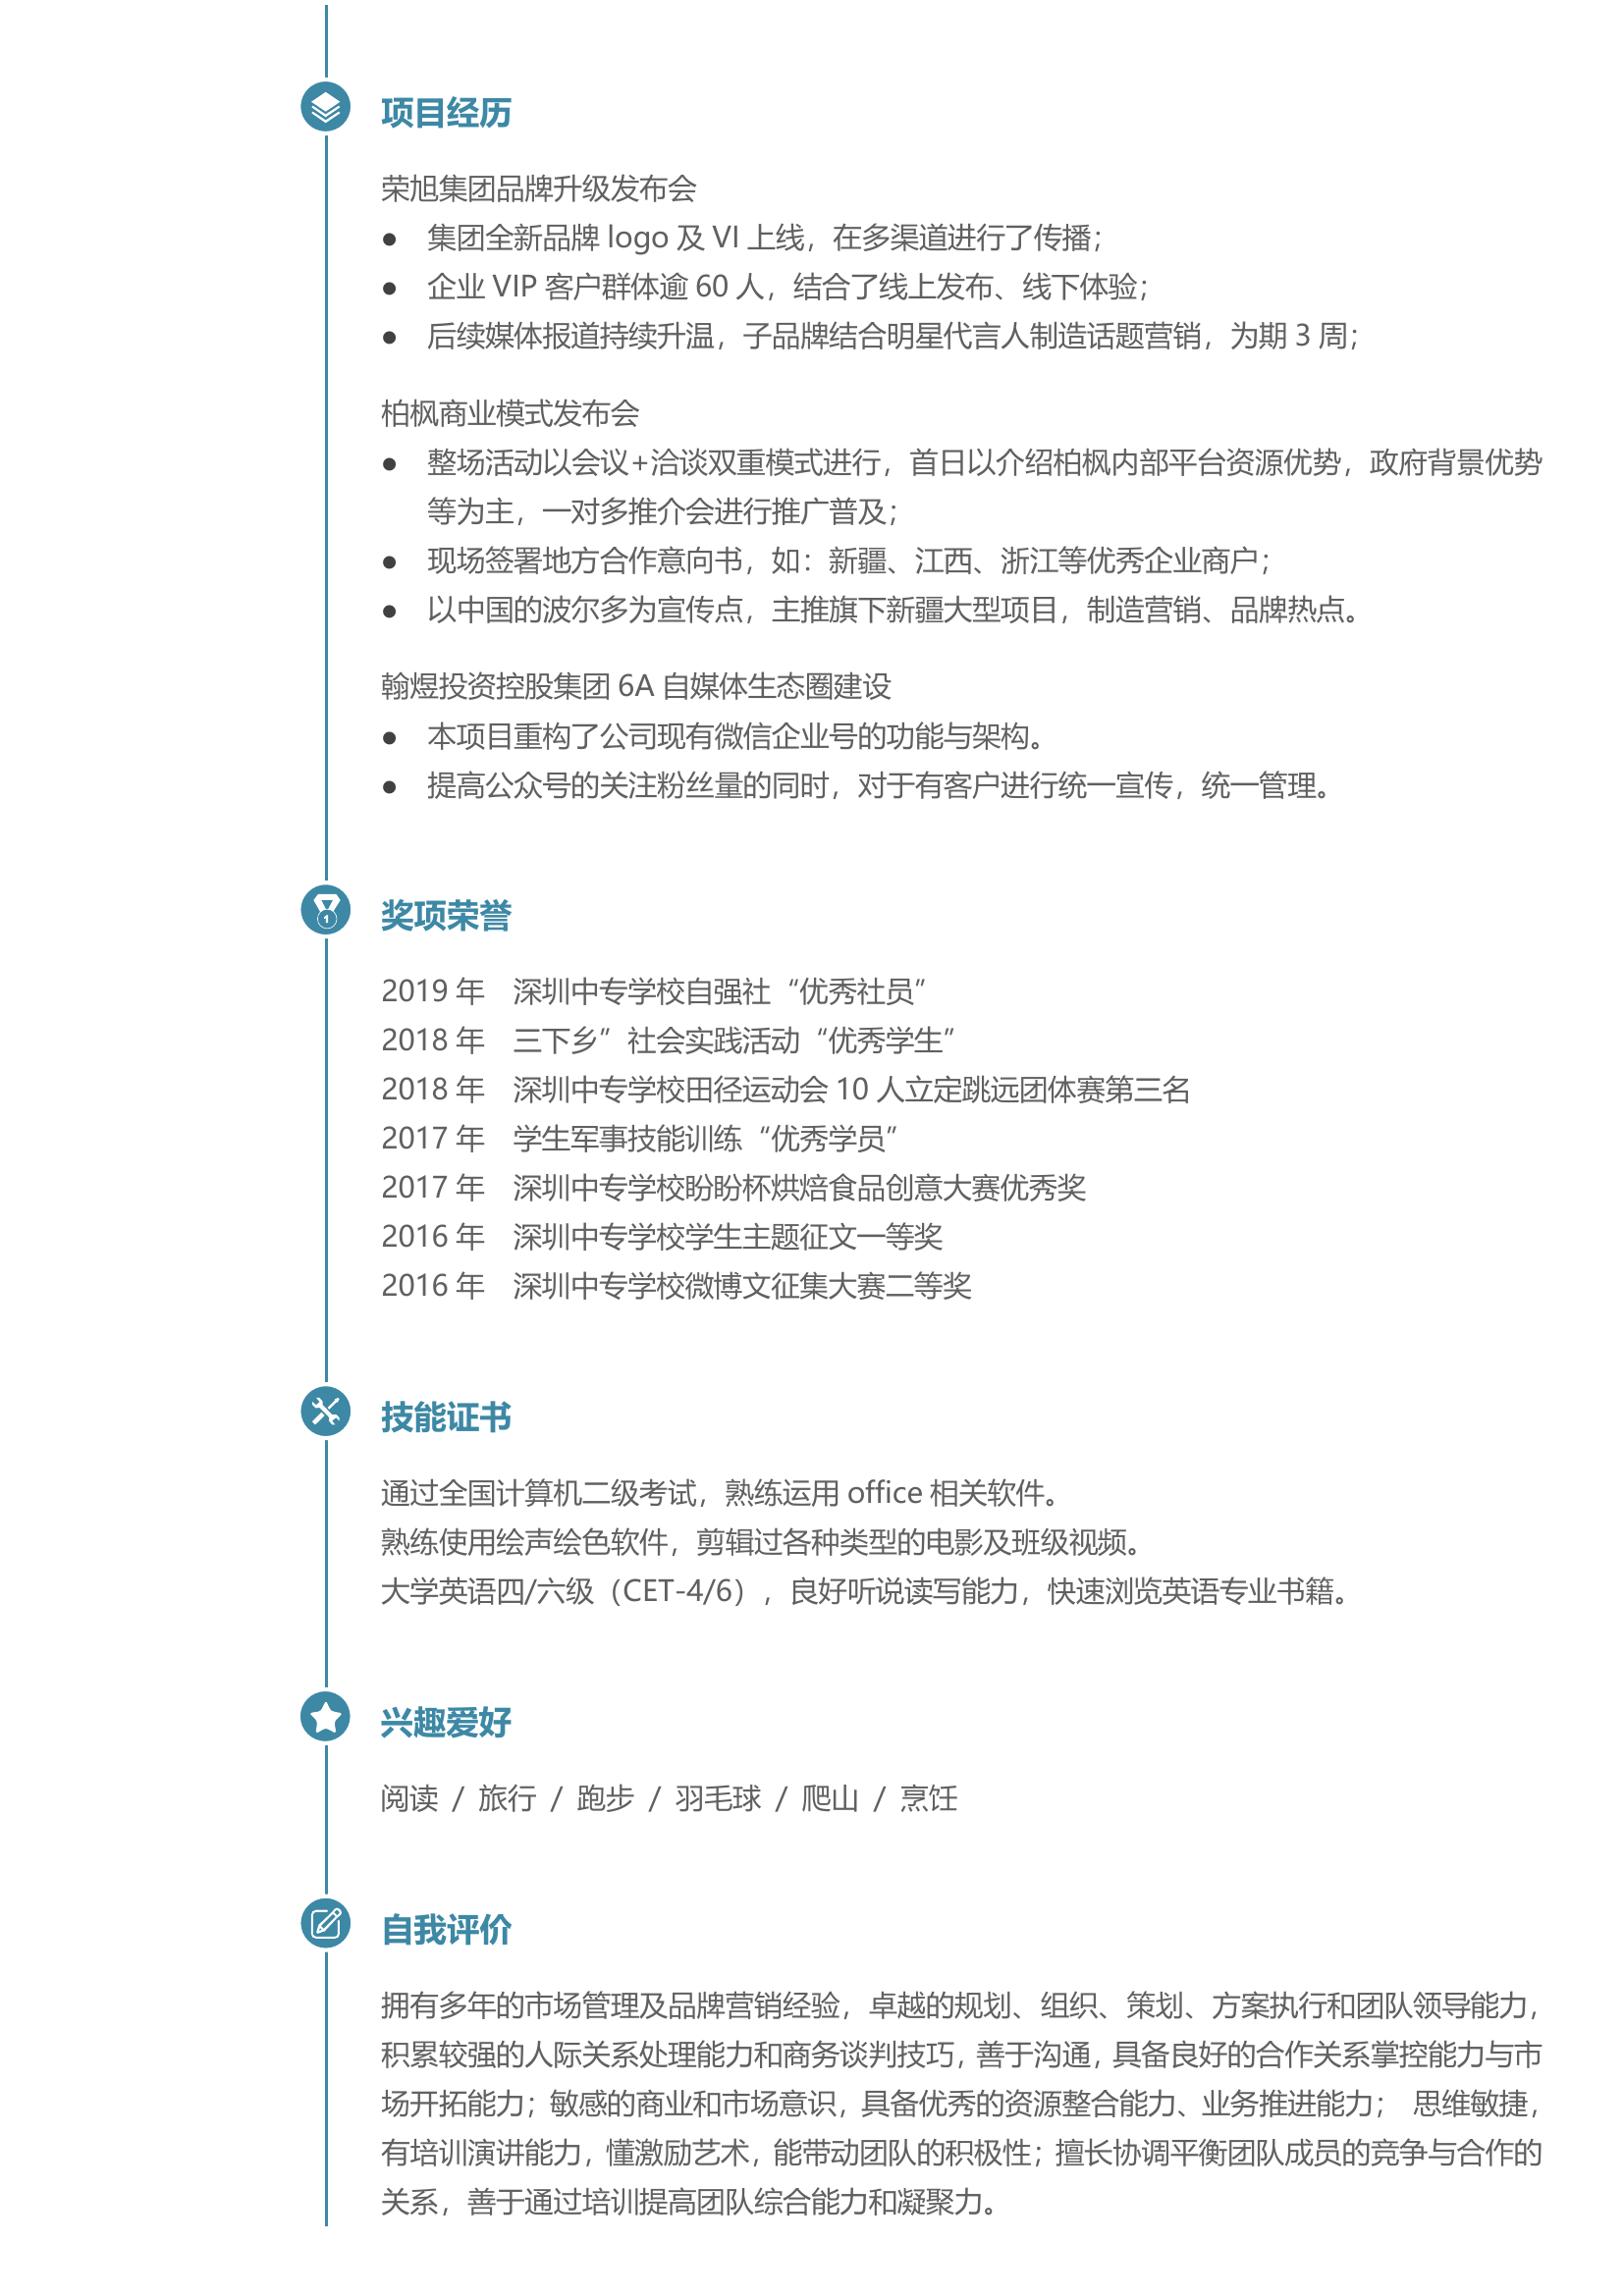 项目经历
荣旭集团品牌升级发布会
● 集团全新品牌 logo 及 VI 上线，在多渠道进行了传播；
● 企业 VIP 客户群体逾 60 人，结合了线上发布、线下体验；
● 后续媒体报道持续升温，子品牌结合明星代言人制造话题营销，为期 3 周；
柏枫商业模式发布会
● 整场活动以会议+洽谈双重模式进行，首日以介绍柏枫内部平台资源优势，政府背景优势
等为主，一对多推介会进行推广普及；
● 现场签署地方合作意向书，如：新疆、江西、浙江等优秀企业商户；
● 以中国的波尔多为宣传点，主推旗下新疆大型项目，制造营销、品牌热点。
翰煜投资控股集团 6A 自媒体生态圈建设
● 本项目重构了公司现有微信企业号的功能与架构。
● 提高公众号的关注粉丝量的同时，对于有客户进行统一宣传，统一管理。
奖项荣誉
2019 年 深圳中专学校自强社“优秀社员”
2018 年 三下乡”社会实践活动“优秀学生”
2018 年 深圳中专学校田径运动会 10 人立定跳远团体赛第三名
2017 年 学生军事技能训练“优秀学员”
2017 年 深圳中专学校盼盼杯烘焙食品创意大赛优秀奖
2016 年 深圳中专学校学生主题征文一等奖
2016 年 深圳中专学校微博文征集大赛二等奖
技能证书
通过全国计算机二级考试，熟练运用 office 相关软件。
熟练使用绘声绘色软件，剪辑过各种类型的电影及班级视频。
大学英语四/六级（CET-4/6），良好听说读写能力，快速浏览英语专业书籍。
兴趣爱好
阅读 / 旅行 / 跑步 / 羽毛球 / 爬山 / 烹饪
自我评价
拥有多年的市场管理及品牌营销经验，卓越的规划、组织、策划、方案执行和团队领导能力，
积累较强的人际关系处理能力和商务谈判技巧，善于沟通，具备良好的合作关系掌控能力与市
场开拓能力；敏感的商业和市场意识，具备优秀的资源整合能力、业务推进能力； 思维敏捷，
有培训演讲能力，懂激励艺术，能带动团队的积极性；擅长协调平衡团队成员的竞争与合作的
关系，善于通过培训提高团队综合能力和凝聚力。